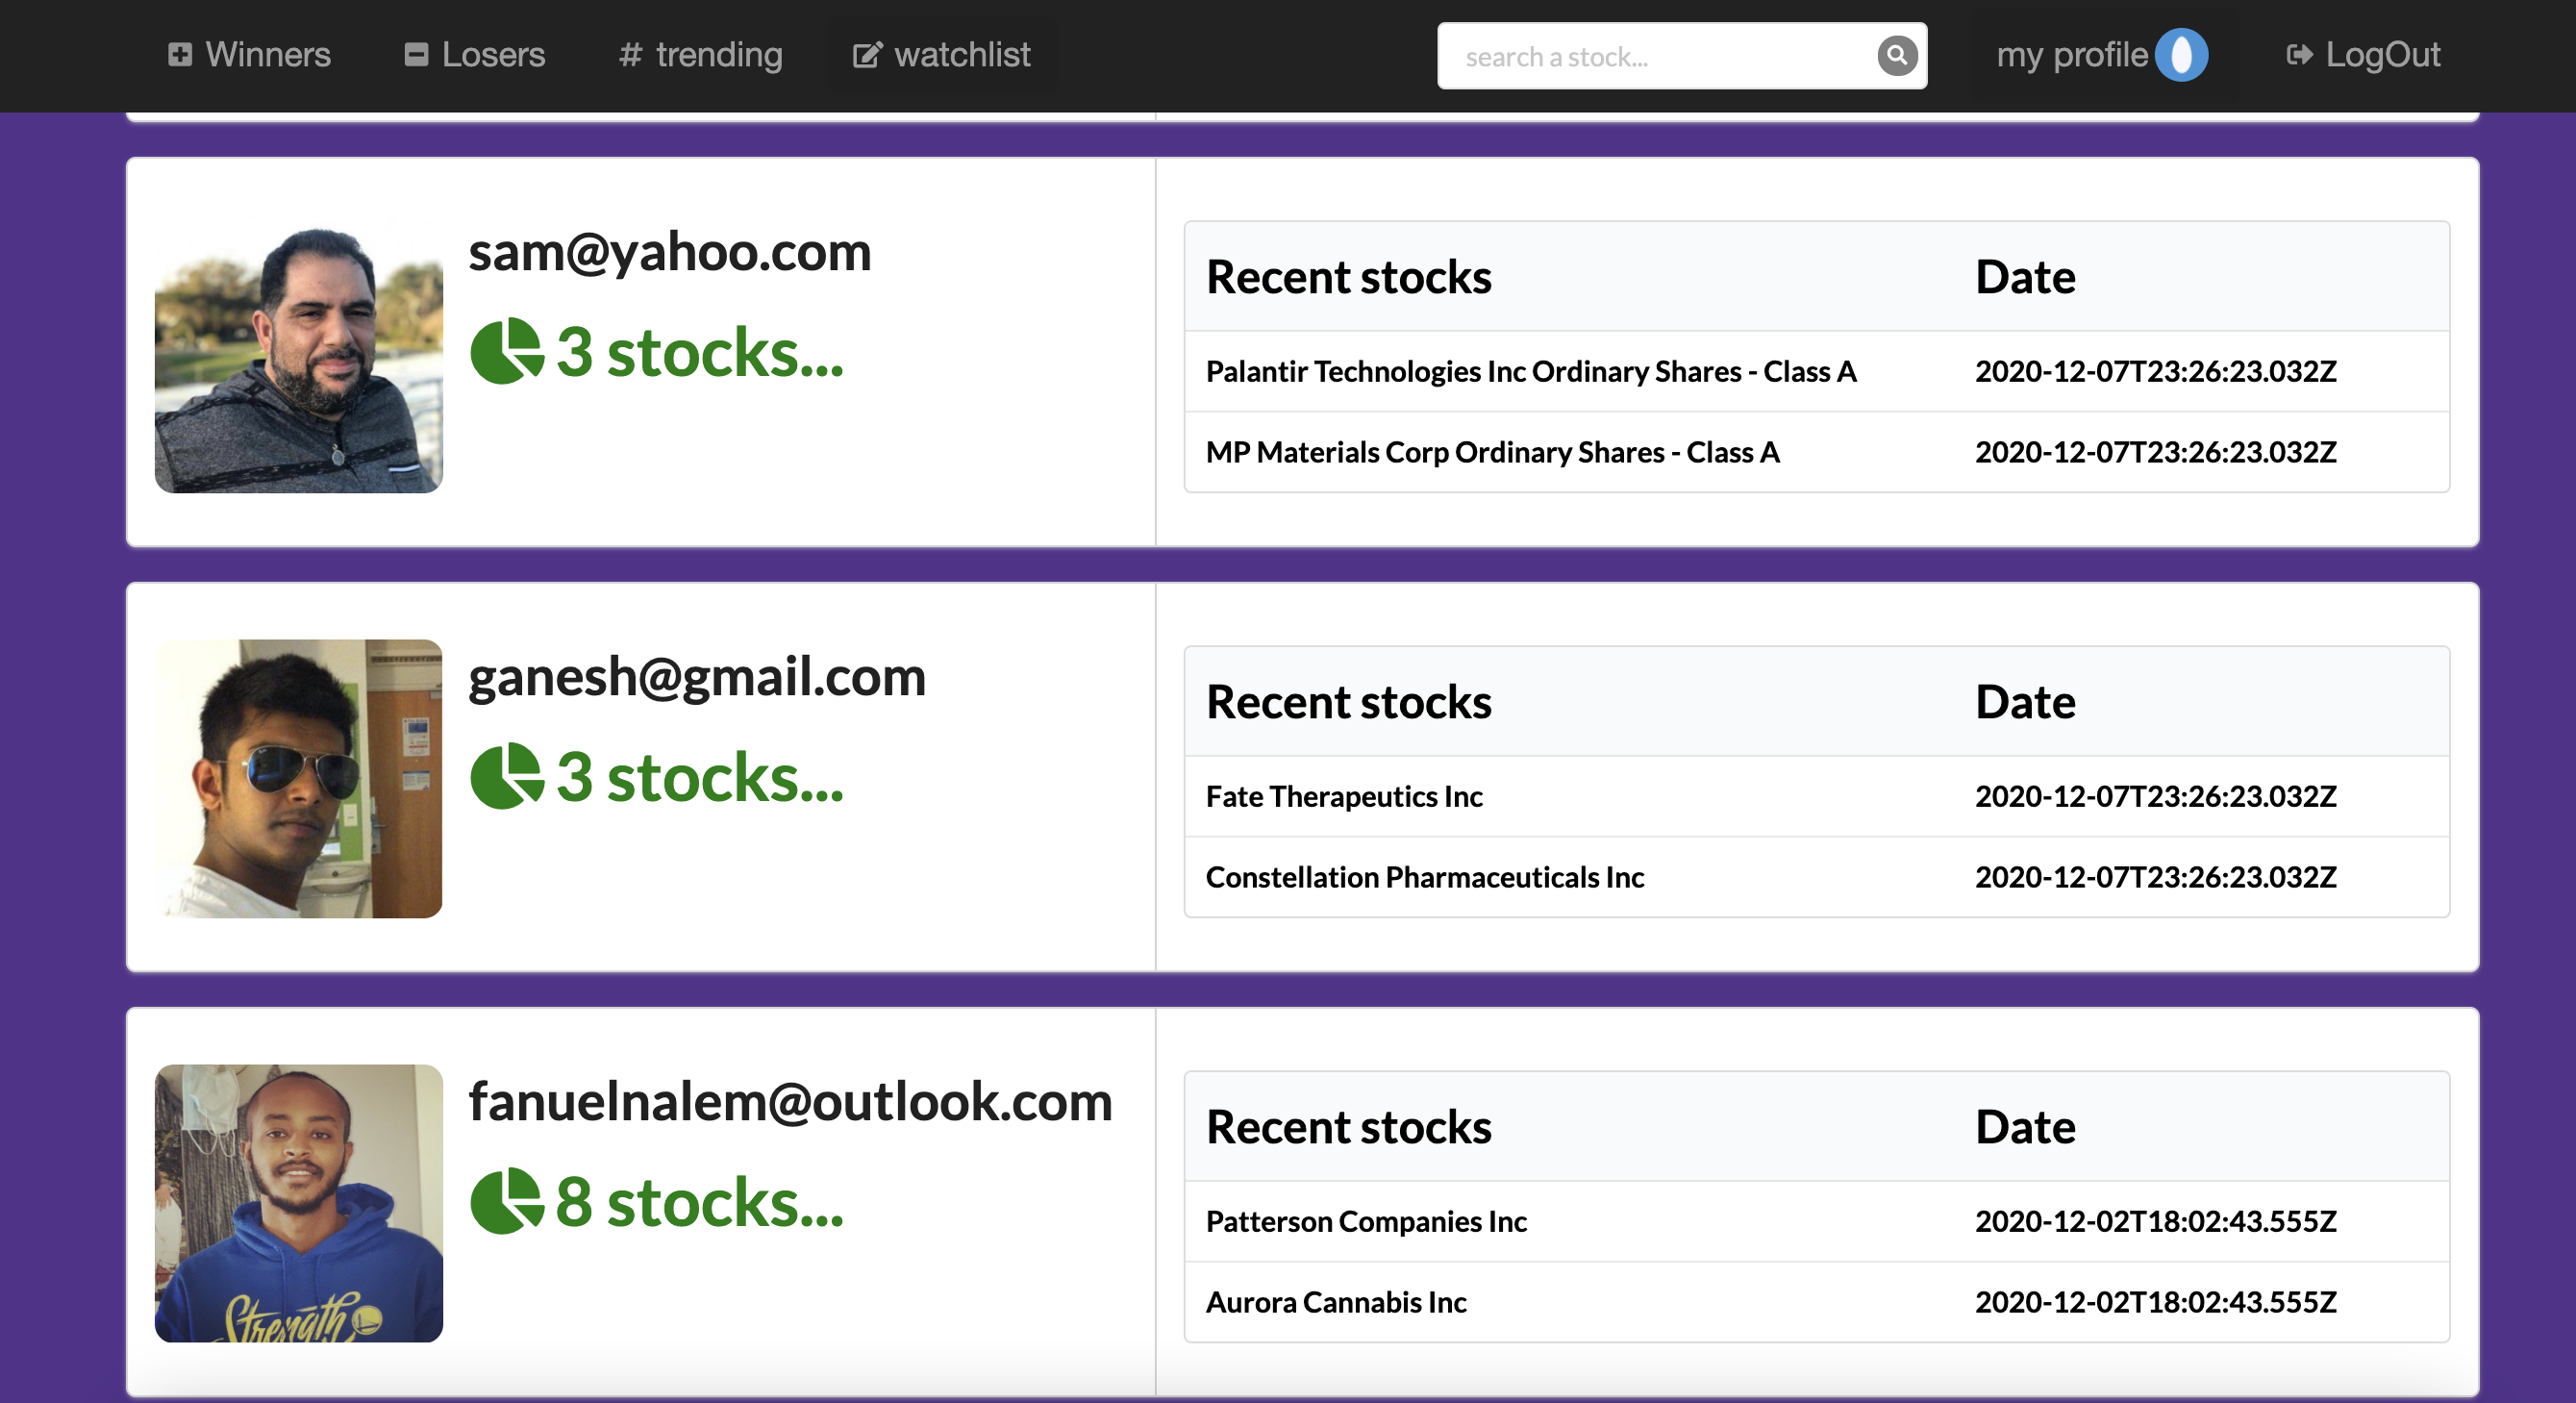 Winners
Losers
# trending
watchlist
search a stock...
my profile
LogOut
sam@yahoo.com
3 stocks...
Recent stocks Date
Palantir Technologies Inc Ordinary Shares - Class A 2020-12-07T23:26:23.032Z
MP Materials Corp Ordinary Shares - Class A 2020-12-07T23:26:23.032Z
ganesh@gmail.com
3 stocks...
Recent stocks Date
Fate Therapeutics Inc 2020-12-07T23:26:23.032Z
Constellation Pharmaceuticals Inc 2020-12-07T23:26:23.032Z
fanuelnalem@outlook.com
8 stocks...
Strength
Recent stocks Date
Patterson Companies Inc 2020-12-02T18:02:43.555Z
Aurora Cannabis Inc 2020-12-02T18:02:43.555Z